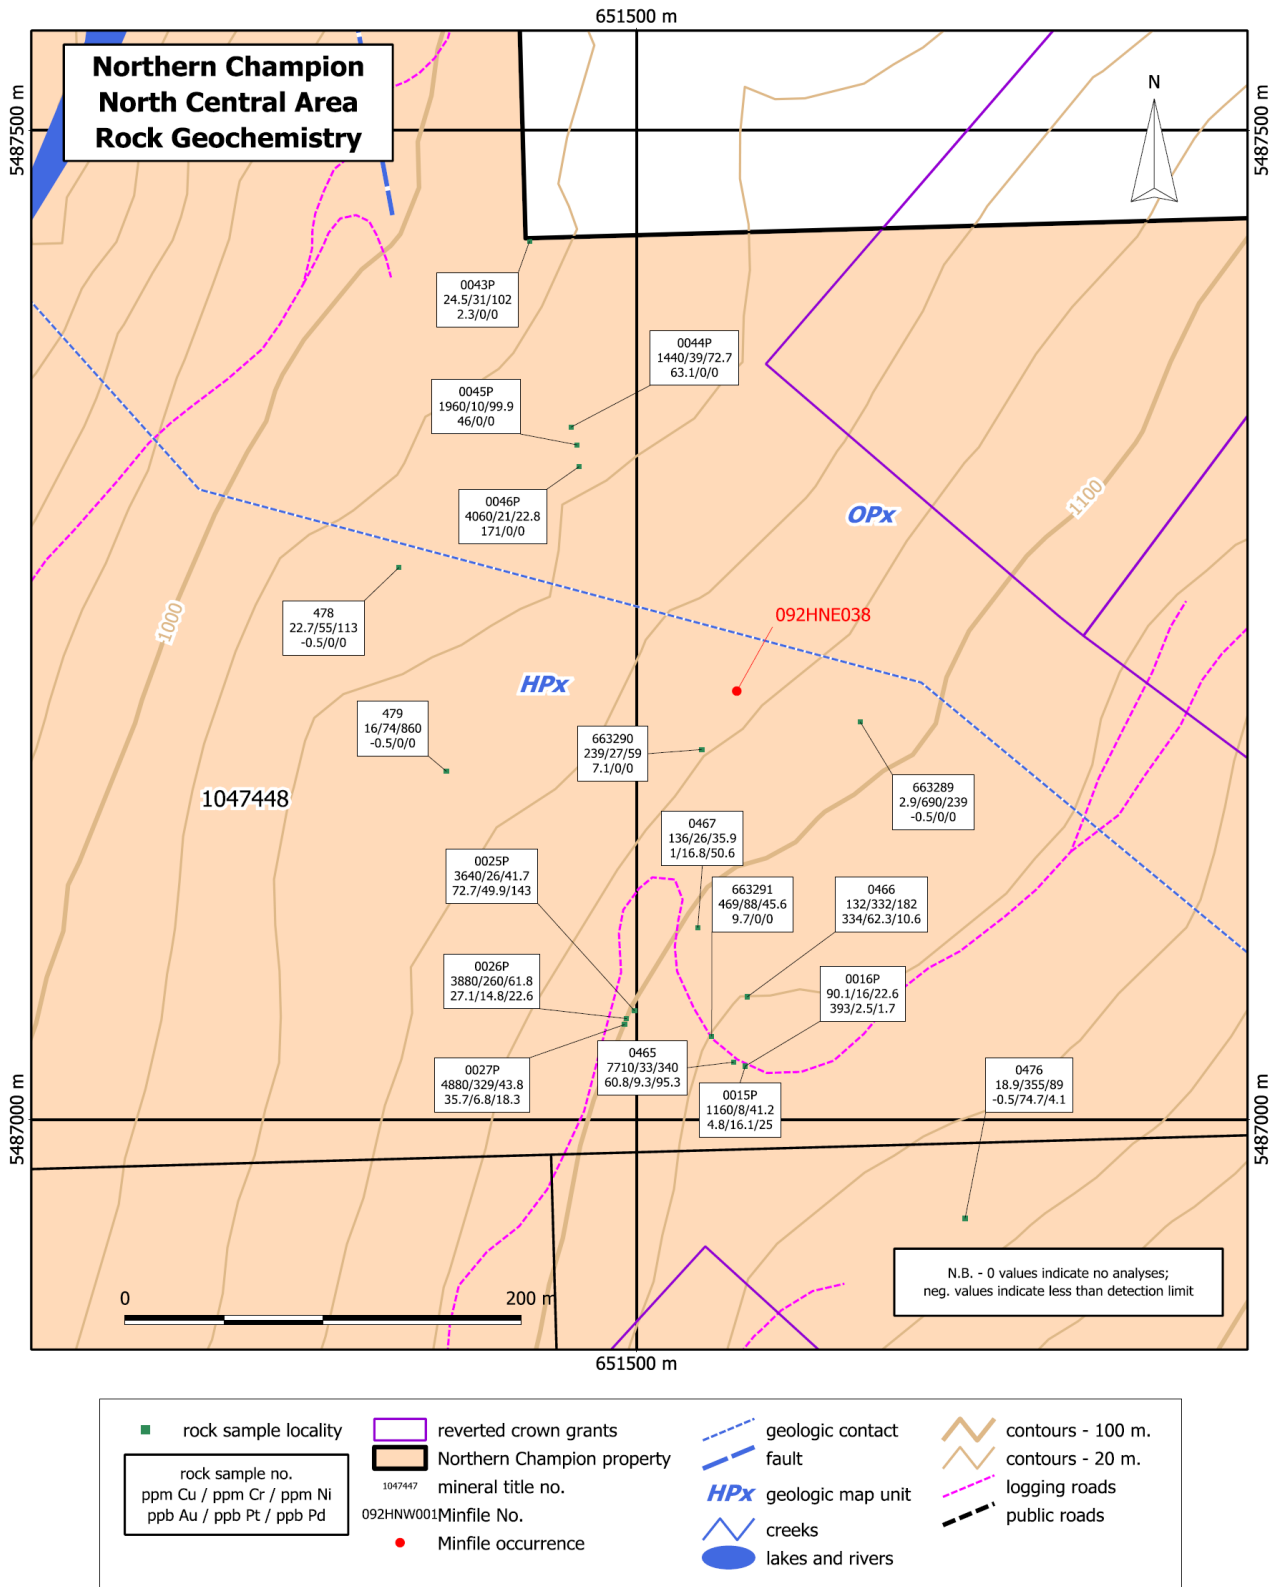 651500 m
Northern Champion
North Central Area
Rock Geochemistry
5487500 m
5487500 m
N
0043P
24.5/31/102
2.3/0/0
0044P
1440/39/72.7
63.1/0/0
0045P
1960/10/99.9
46/0/0
0046P
4060/21/22.8
171/0/0
OPx
1100
478
22.7/55/113
-0.5/0/0
1000
092HNE038
HPx
479
16/74/860
-0.5/0/0
663290
239/27/59
7.1/0/0
1047448
663289
2.9/690/239
-0.5/0/0
0467
136/26/35.9
1/16.8/50.6
0025P
3640/26/41.7
72.7/49.9/143
663291
469/88/45.6
9.7/0/0
0466
132/332/182
334/62.3/10.6
0026P
3880/260/61.8
27.1/14.8/22.6
0016P
90.1/16/22.6
393/2.5/1.7
0027P
4880/329/43.8
35.7/6.8/18.3
0465
7710/33/340
60.8/9.3/95.3
0015P
1160/8/41.2
4.8/16.1/25
0476
18.9/355/89
-0.5/74.7/4.1
5487000 m
5487000 m
N.B. - 0 values indicate no analyses;
neg. values indicate less than detection limit
0 200 m
651500 m
rock sample locality
rock sample no.
ppm Cu / ppm Cr / ppm Ni
ppb Au / ppb Pt / ppb Pd
reverted crown grants
Northern Champion property
1047447 mineral title no.
092HNW001 Minfile No.
Minfile occurrence
geologic contact
fault
HPx geologic map unit
creeks
lakes and rivers
contours - 100 m.
contours - 20 m.
logging roads
public roads